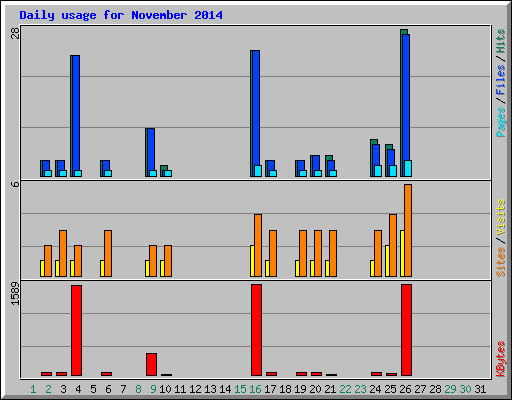 Daily usage for November 2014
28
6
1589
Pages/Files/Hits
Sites/Visits
KBytes
1 2 3 4 5 6 7 8 9 10 11 12 13 14 15 16 17 18 19 20 21 22 23 24 25 26 27 28 29 30 31